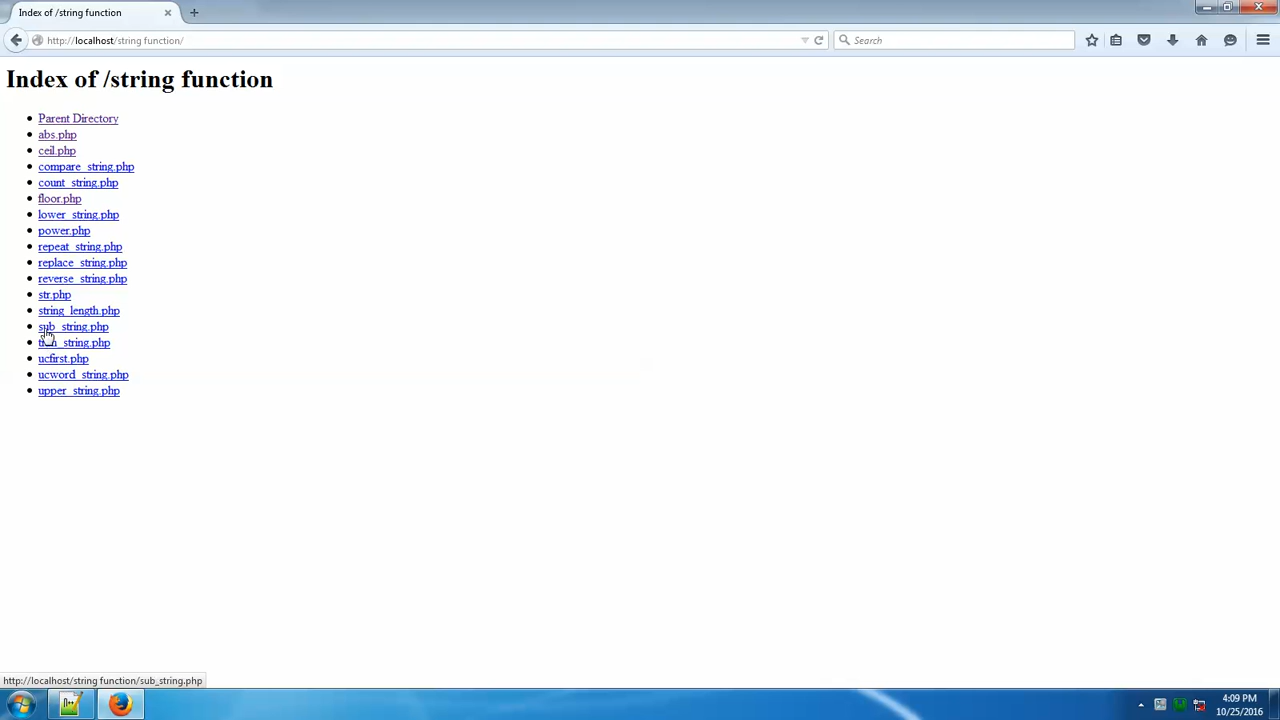 Index of /string function
http://localhost/string function/
Search
Index of /string function
Parent Directory
abs.php
ceil.php
compare_string.php
count_string.php
floor.php
lower_string.php
power.php
repeat_string.php
replace_string.php
reverse_string.php
str.php
string_length.php
sub_string.php
string.php
ucfirst.php
ucword_string.php
upper_string.php
http://localhost/string function/sub_string.php
4:09 PM
10/25/2016